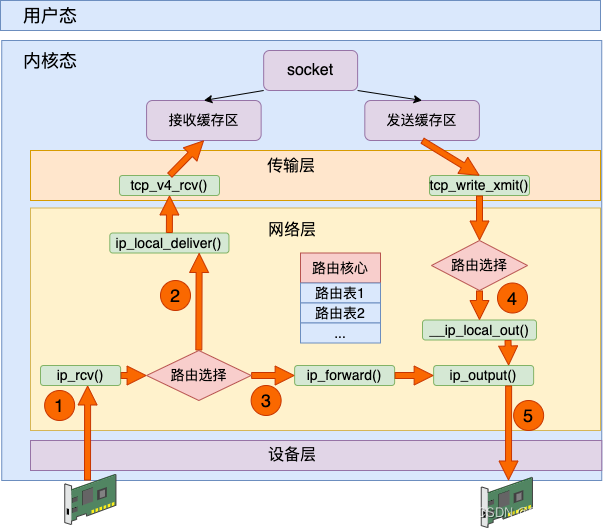 用户态
内核态
socket
接收缓存区
发送缓存区
传输层
tcp_v4_rcv()
tcp_write_xmit()
网络层
ip_local_deliver()
路由核心
路由表1
路由表2
...
路由选择
2
4
__ip_local_out()
ip_rcv()
路由选择
ip_forward()
ip_output()
1
3
5
设备层